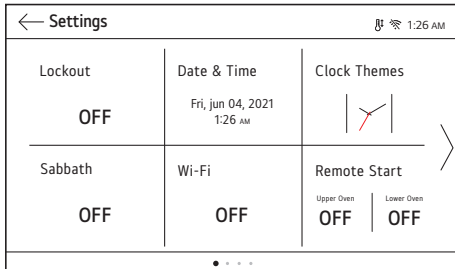 Settings
1:26 AM
Lockout
OFF
Date & Time
Fri, jun 04, 2021
1:26 AM
Clock Themes
Sabbath
OFF
Wi-Fi
OFF
Remote Start
Upper Oven
OFF
Lower Oven
OFF